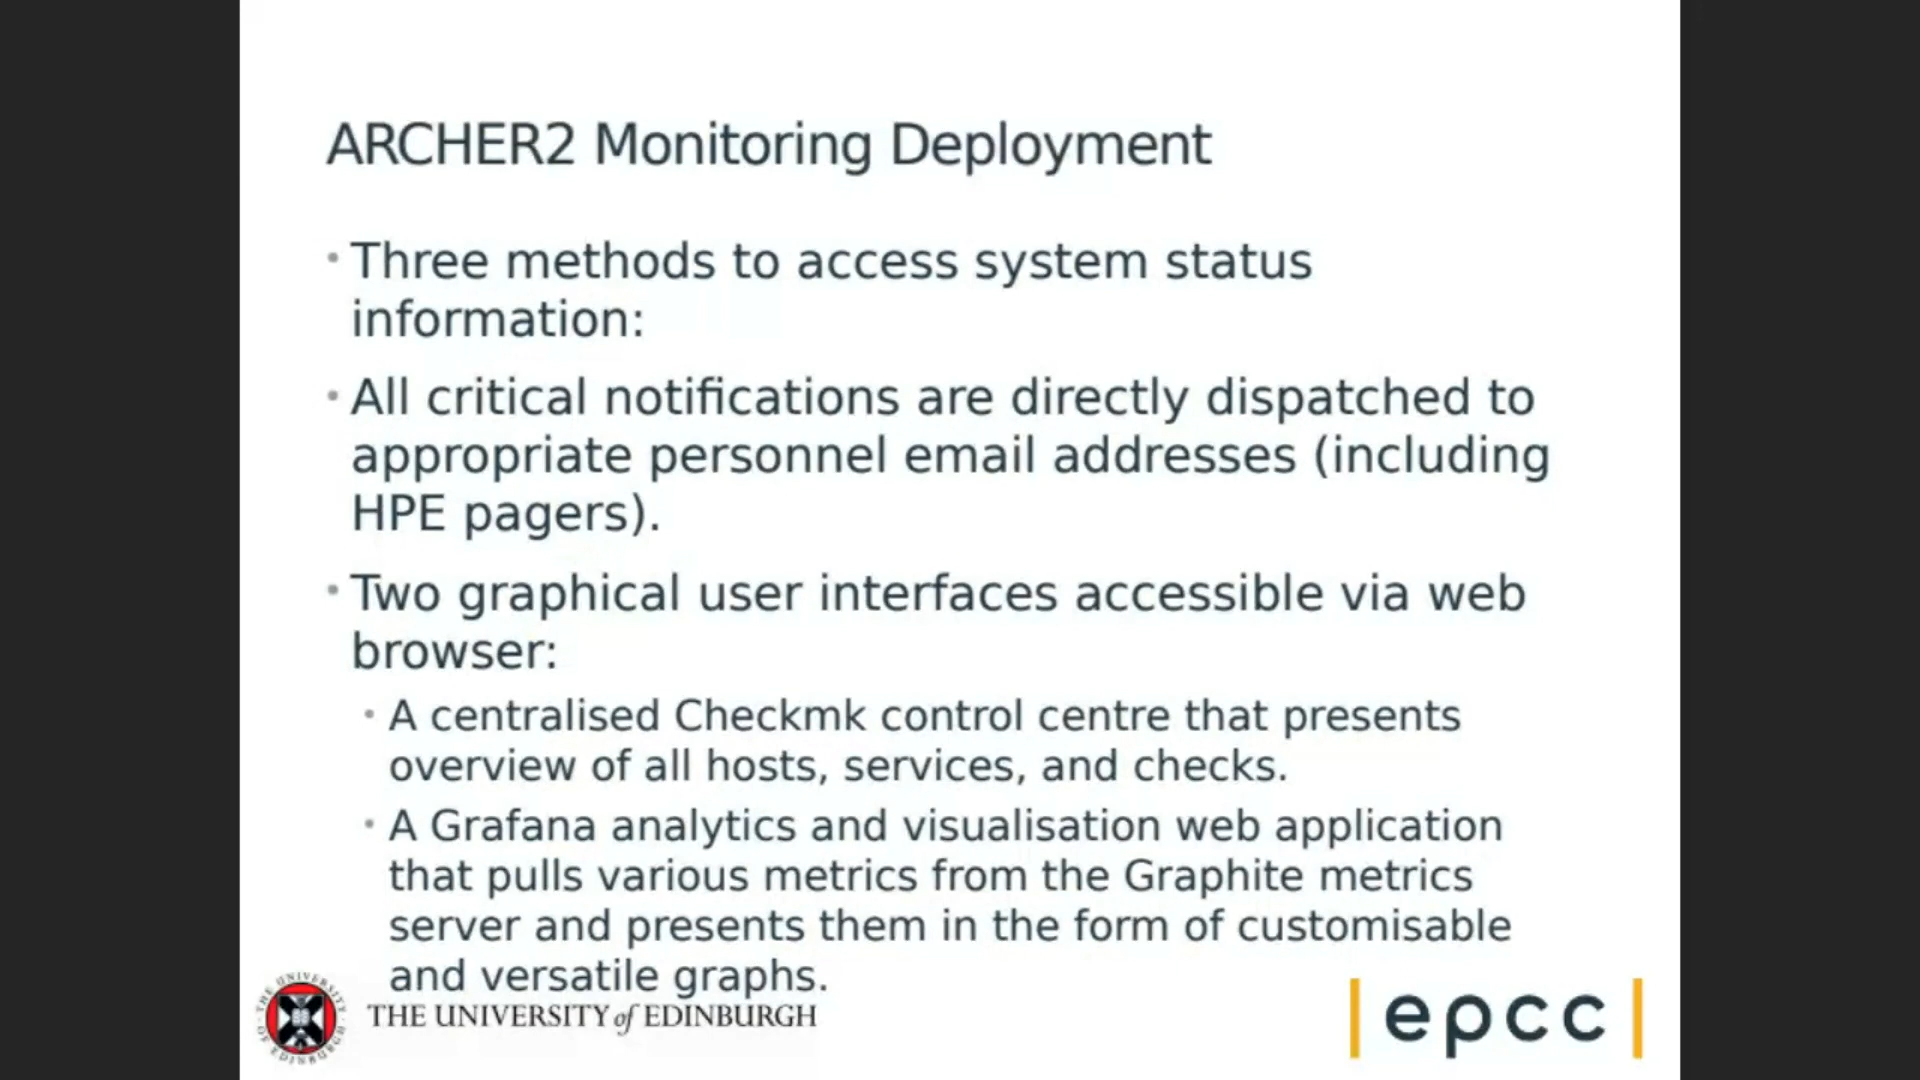 ARCHER2 Monitoring Deployment
• Three methods to access system status
information:
• All critical notifications are directly dispatched to
appropriate personnel email addresses (including
HPE pagers).
• Two graphical user interfaces accessible via web
browser:
• A centralised Checkmk control centre that presents
overview of all hosts, services, and checks.
• A Grafana analytics and visualisation web application
that pulls various metrics from the Graphite metrics
server and presents them in the form of customisable
and versatile graphs.
THE UNIVERSITY OF EDINBURGH
THE UNIVERSITY of EDINBURGH
epcc